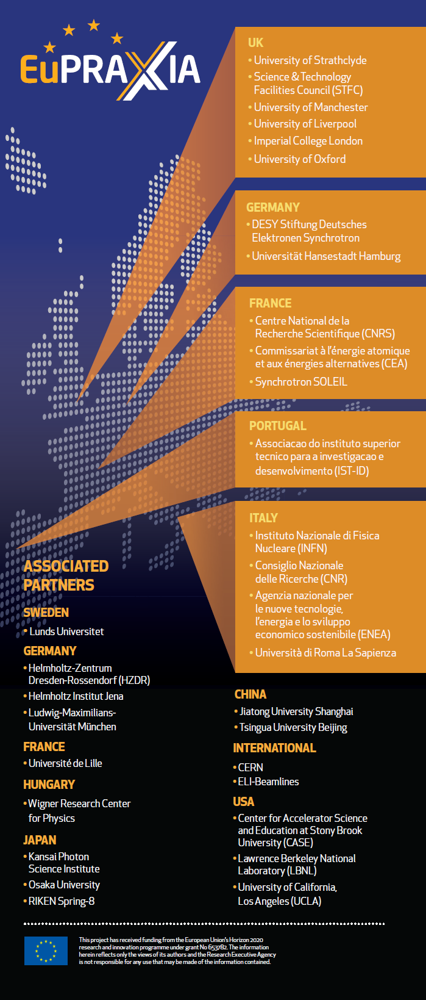 EuPRAXIA
UK
• University of Strathclyde
• Science & Technology
Facilities Council (STFC)
• University of Manchester
• University of Liverpool
• Imperial College London
• University of Oxford
GERMANY
• DESY Stiftung Deutsches
Elektronen Synchrotron
• Universität Hansestadt Hamburg
FRANCE
• Centre National de la
Recherche Scientifique (CNRS)
• Commissariat à l'énergie atomique
et aux énergies alternatives (CEA)
• Synchrotron SOLEIL
PORTUGAL
• Associacao do instituto superior
tecnico para a investigacao e
desenvolvimento (IST-ID)
ITALY
• Instituto Nazionale di Fisica
Nucleare (INFN)
• Consiglio Nazionale
delle Ricerche (CNR)
• Agenzia nazionale per
le nuove tecnologie,
l'energia e lo sviluppo
economico sostenibile (ENEA)
• Università di Roma La Sapienza
ASSOCIATED
PARTNERS
SWEDEN
• Lunds Universitet
GERMANY
• Helmholtz-Zentrum
Dresden-Rossendorf (HZDR)
• Helmholtz Institut Jena
• Ludwig-Maximilians-
Universität München
FRANCE
• Université de Lille
HUNGARY
• Wigner Research Center
for Physics
JAPAN
• Kansai Photon
Science Institute
• Osaka University
• RIKEN Spring-8
CHINA
• Jiatong University Shanghai
• Tsingua University Beijing
INTERNATIONAL
• CERN
• ELI-Beamlines
USA
• Center for Accelerator Science
and Education at Stony Brook
University (CASE)
• Lawrence Berkeley National
Laboratory (LBNL)
• University of California,
Los Angeles (UCLA)
This project has received funding from the European Union's Horizon 2020
research and innovation programme under grant No 653782. The information
herein reflects only the views of its authors and the Research Executive Agency
is not responsible for any use that may be made of the information contained.